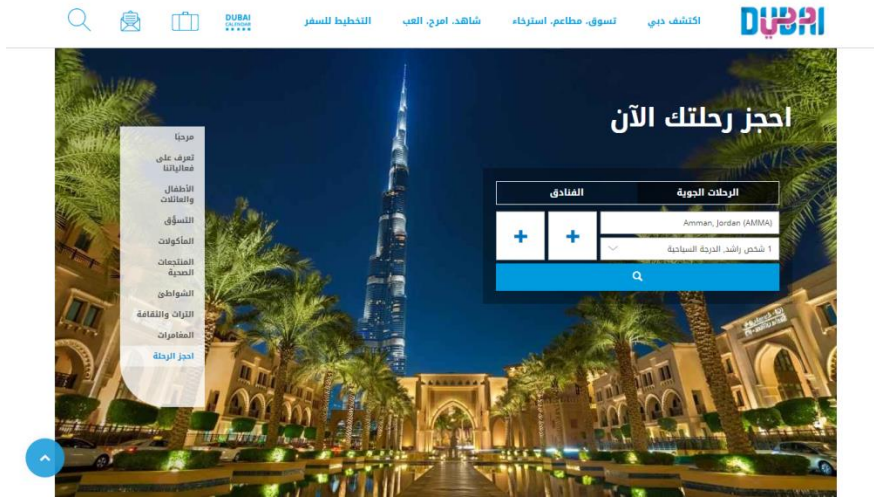 DUBAI
اكتشف دبي
تسوق، مطاعم، استرخاء
شاهد. امرح. العب
التخطيط للسفر
DUBAI
CALENDAR
احجز رحلتك الآن
الرحلات الجوية
الفنادق
Amman, Jordan (AMMA)
1 شخص راشد, الدرجة السياحية
مرحبًا
تعرف على
فعالياتنا
الأطفال
والعائلات
التسوُّق
المأكولات
المنتجعات
الصحية
الشواطئ
التراث والثقافة
المغامرات
احجز الرحلة